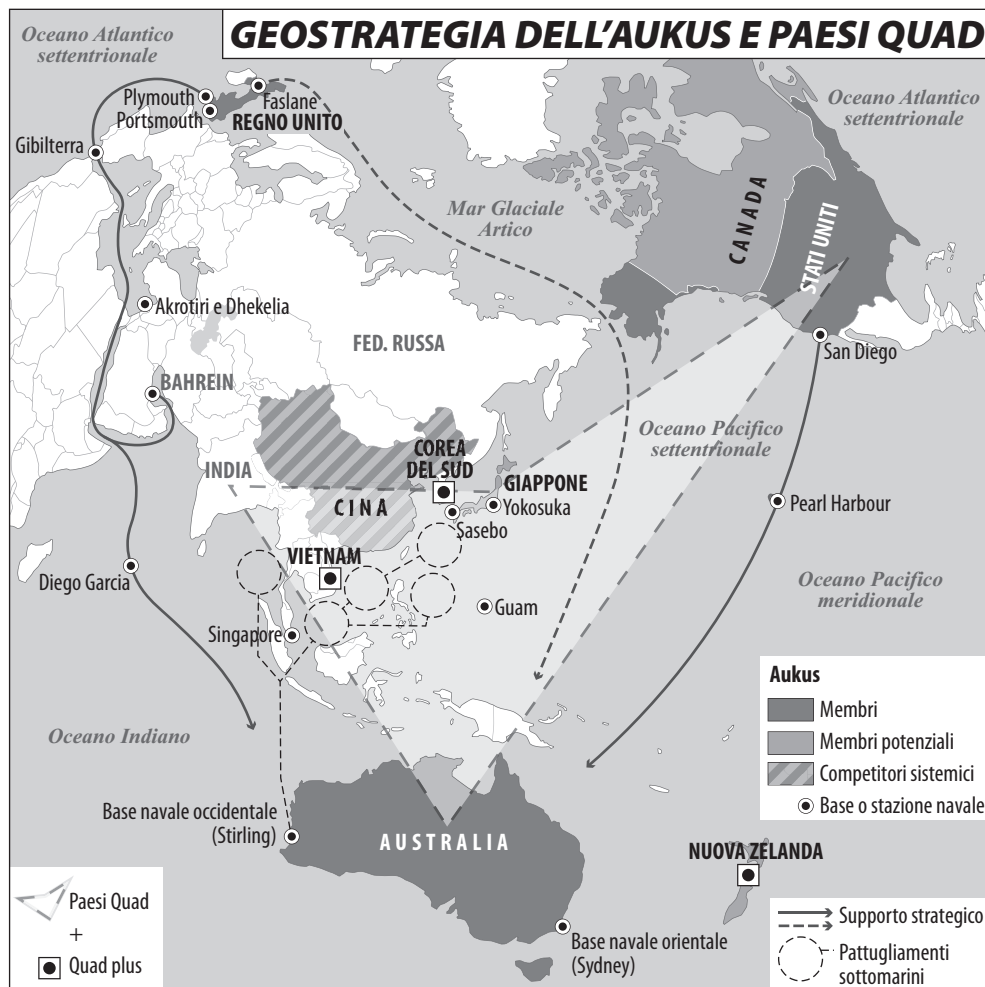 GEOSTRATEGIA DELL'AUKUS E PAESI QUAD
Oceano Atlantico
settentrionale
Plymouth
Portsmouth
Faslane
REGNO UNITO
Gibilterra
Oceano Atlantico
settentrionale
Mar Glaciale
Artico
CANADA
STATI UNITI
Akrotiri e Dhekelia
FED. RUSSA
San Diego
BAHREIN
Oceano Pacifico
settentrionale
COREA
DEL SUD
INDIA
GIAPPONE
Yokosuka
CINA
Pearl Harbour
Sasebo
VIETNAM
Diego Garcia
Oceano Pacifico
meridionale
Guam
Singapore
Oceano Indiano
Aukus
Membri
Membri potenziali
Competitori sistemici
Base o stazione navale
Base navale occidentale
(Stirling)
AUSTRALIA
NUOVA ZELANDA
Paesi Quad
+
Quad plus
Base navale orientale
(Sydney)
Supporto strategico
Pattugliamenti
sottomarini